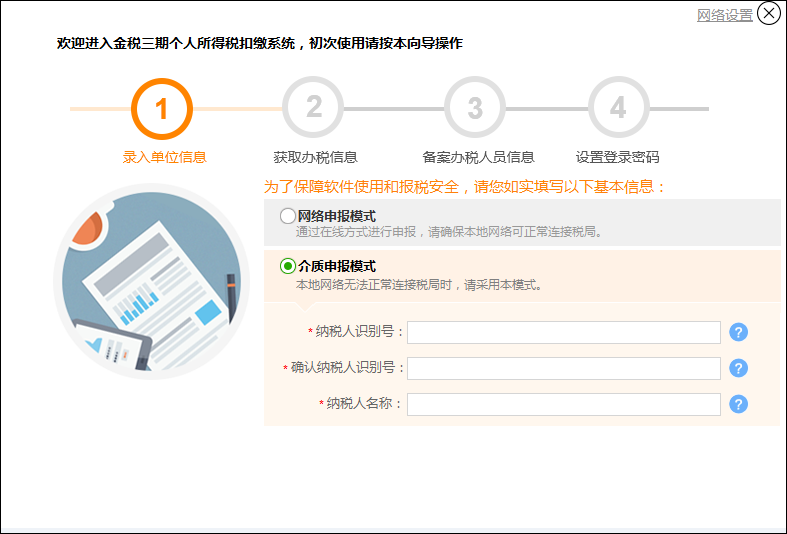 网络设置
欢迎进入金税三期个人所得税扣缴系统，初次使用请按本向导操作
1
2
3
4
录入单位信息
获取办税信息
备案办税人员信息
设置登录密码
为了保障软件使用和报税安全，请您如实填写以下基本信息：
网络申报模式
通过在线方式进行申报，请确保本地网络可正常连接税局。
介质申报模式
本地网络无法正常连接税局时，请采用本模式。
*纳税人识别号： ?
*确认纳税人识别号： ?
*纳税人名称： ?